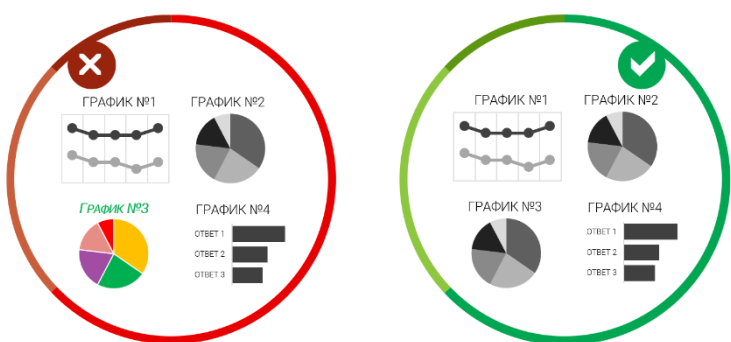 ГРАФИК №1
ГРАФИК №2
ГРАФИК №3
ГРАФИК №4
ОТВЕТ 1
ОТВЕТ 2
ОТВЕТ 3
ГРАФИК №1
ГРАФИК №2
ГРАФИК №3
ГРАФИК №4
ОТВЕТ 1
ОТВЕТ 2
ОТВЕТ 3